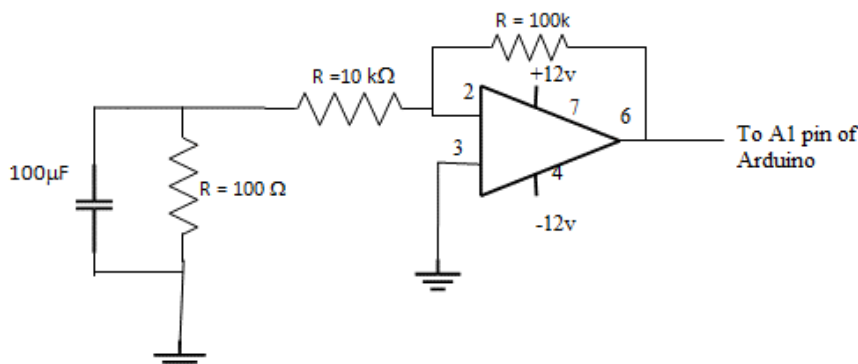 R = 100k
R =10 kΩ
+12v
2
7
6
3
To A1 pin of
Arduino
100μF
R = 100 Ω
4
-12v